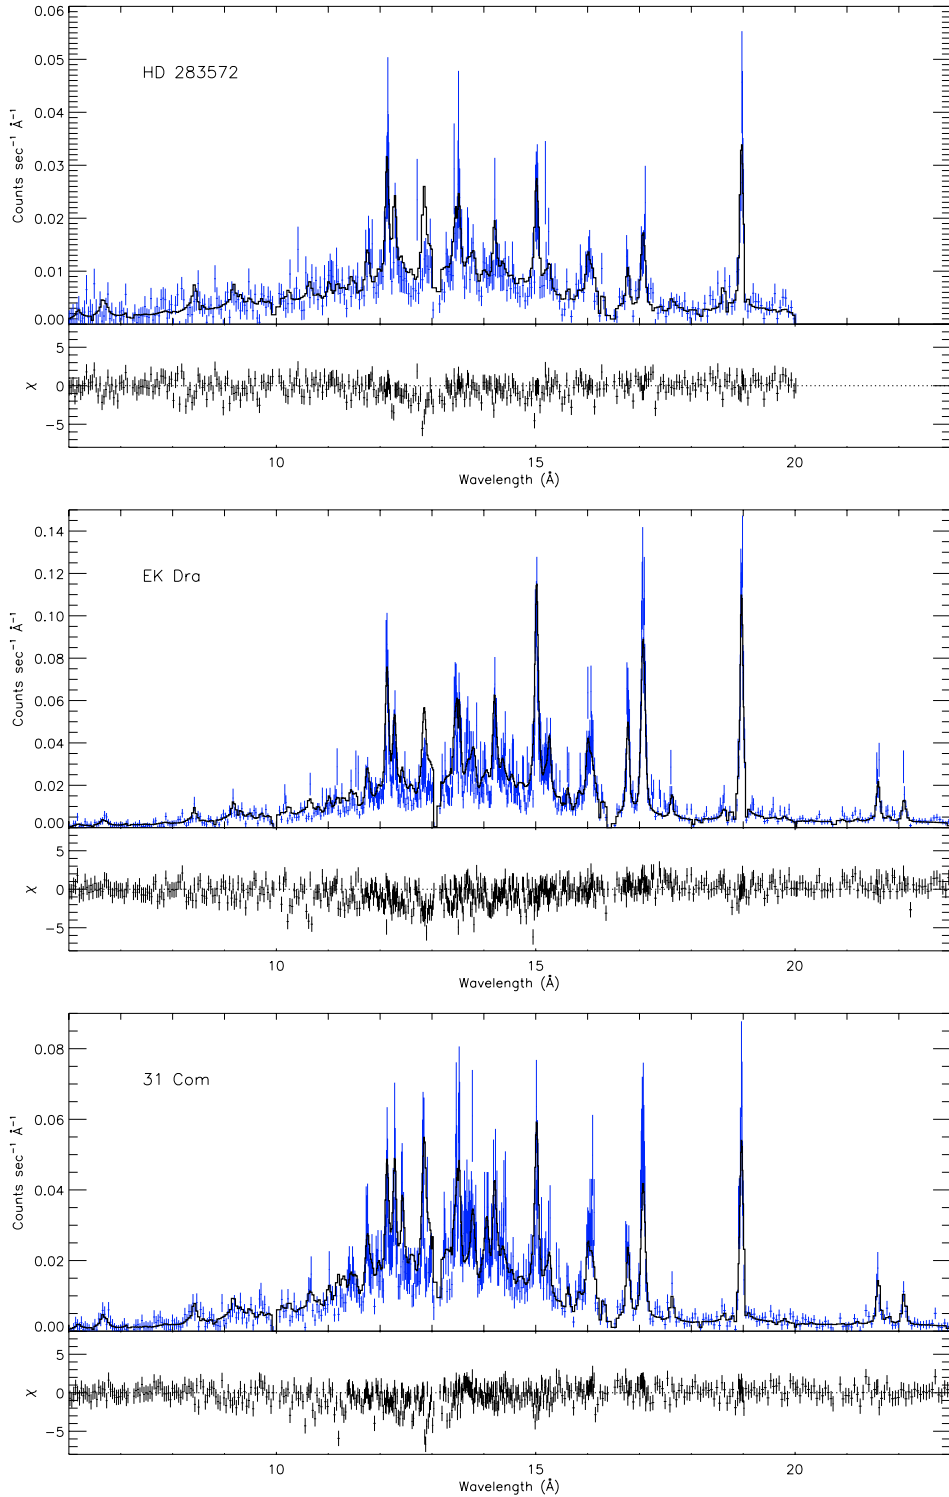 0.06
0.05
HD 283572
0.04
0.03
0.02
0.01
0.00
Counts sec⁻¹ Å⁻¹
5
0
−5
χ
10 15 20
Wavelength (Å)
0.14
0.12
EK Dra
0.10
0.08
0.06
0.04
0.02
0.00
Counts sec⁻¹ Å⁻¹
5
0
−5
χ
10 15 20
Wavelength (Å)
0.08
31 Com
0.06
0.04
0.02
0.00
Counts sec⁻¹ Å⁻¹
5
0
−5
χ
10 15 20
Wavelength (Å)